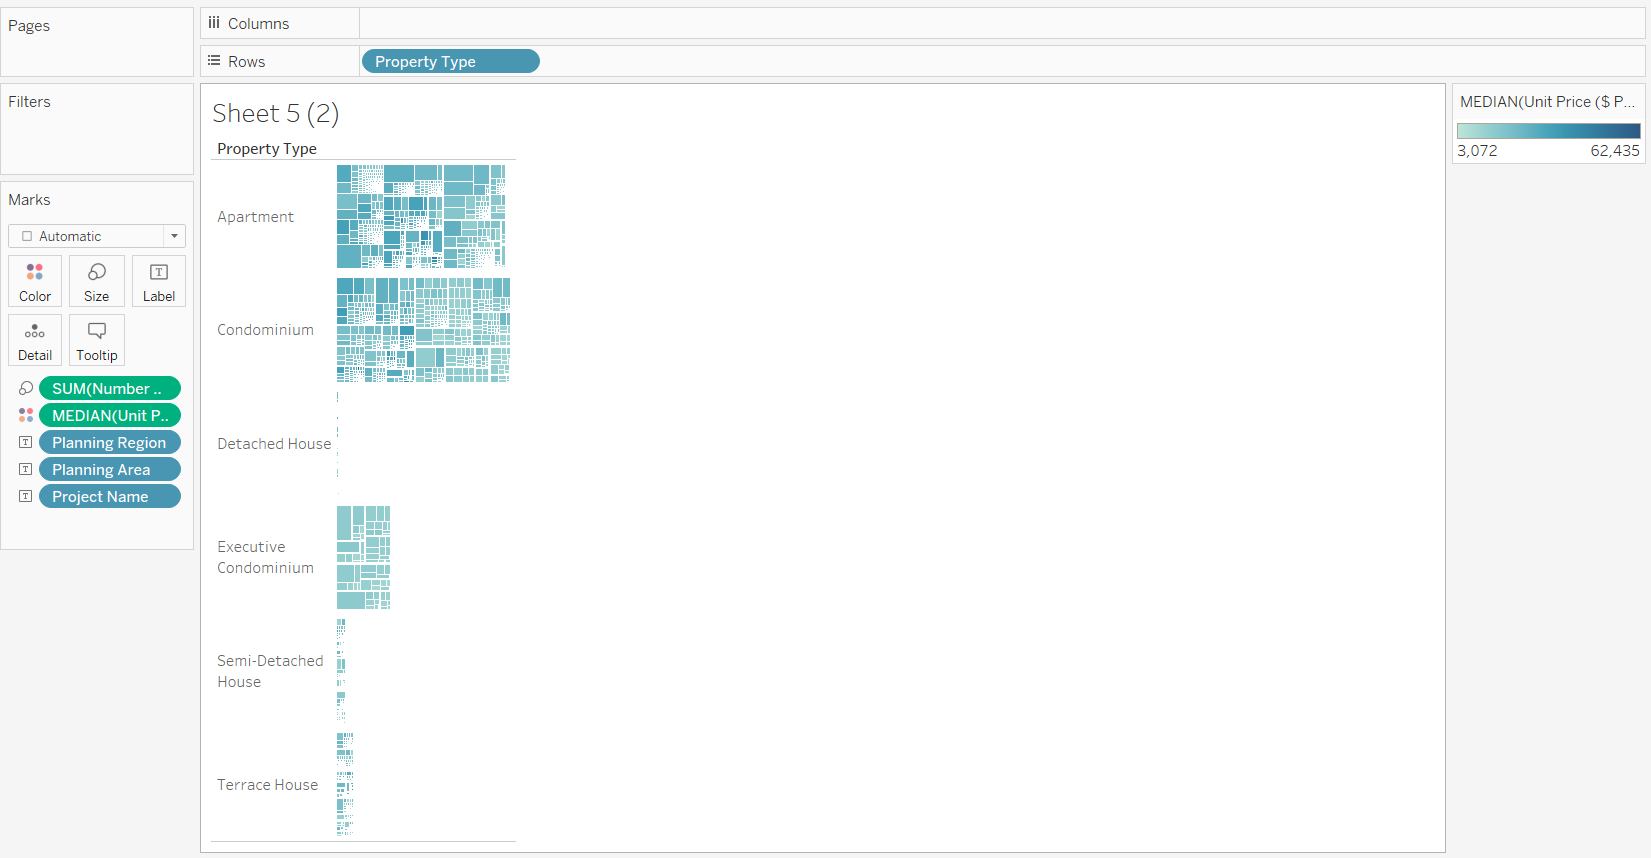 Pages
Columns
Rows
Property Type
Filters
Marks
Automatic
Color
Size
Label
Detail
Tooltip
SUM(Number ..
MEDIAN(Unit P..
Planning Region
Planning Area
Project Name
Sheet 5 (2)
Property Type
Apartment
Condominium
Detached House
Executive
Condominium
Semi-Detached
House
Terrace House
MEDIAN(Unit Price ($ P...
3,072 62,435